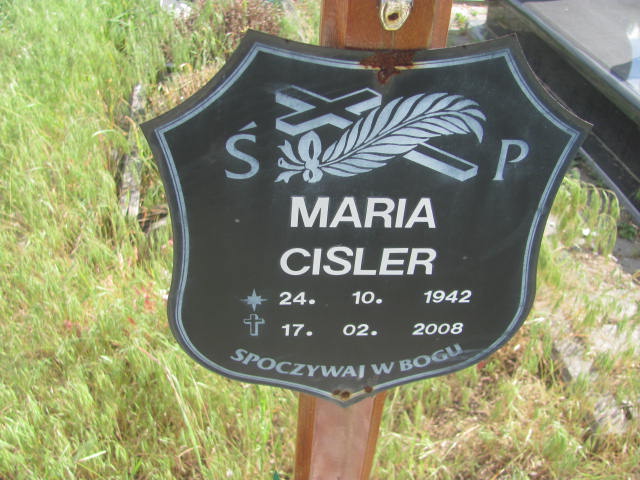 Ś P
MARIA
CISLER
24. 10. 1942
17. 02. 2008
SPOCZYWAJ W BOGU